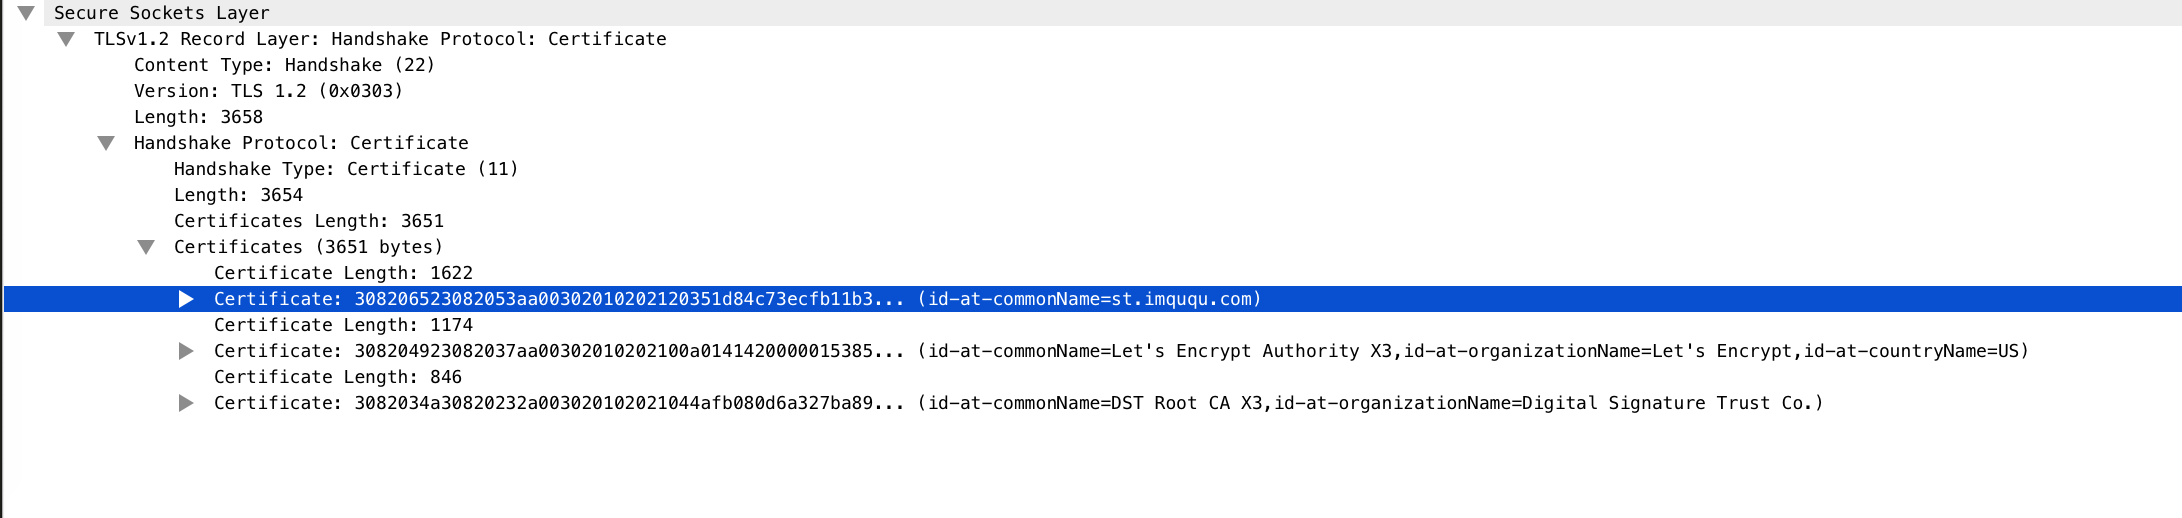 Secure Sockets Layer
TLSv1.2 Record Layer: Handshake Protocol: Certificate
Content Type: Handshake (22)
Version: TLS 1.2 (0x0303)
Length: 3658
Handshake Protocol: Certificate
Handshake Type: Certificate (11)
Length: 3654
Certificates Length: 3651
Certificates (3651 bytes)
Certificate Length: 1622
Certificate: 308206523082053aa00302010202120351d84c73ecfb11b3... (id-at-commonName=st.imququ.com)
Certificate Length: 1174
Certificate: 308204923082037aa00302010202100a0141420000015385... (id-at-commonName=Let's Encrypt Authority X3,id-at-organizationName=Let's Encrypt,id-at-countryName=US)
Certificate Length: 846
Certificate: 3082034a30820232a003020102021044afb080d6a327ba89... (id-at-commonName=DST Root CA X3,id-at-organizationName=Digital Signature Trust Co.)